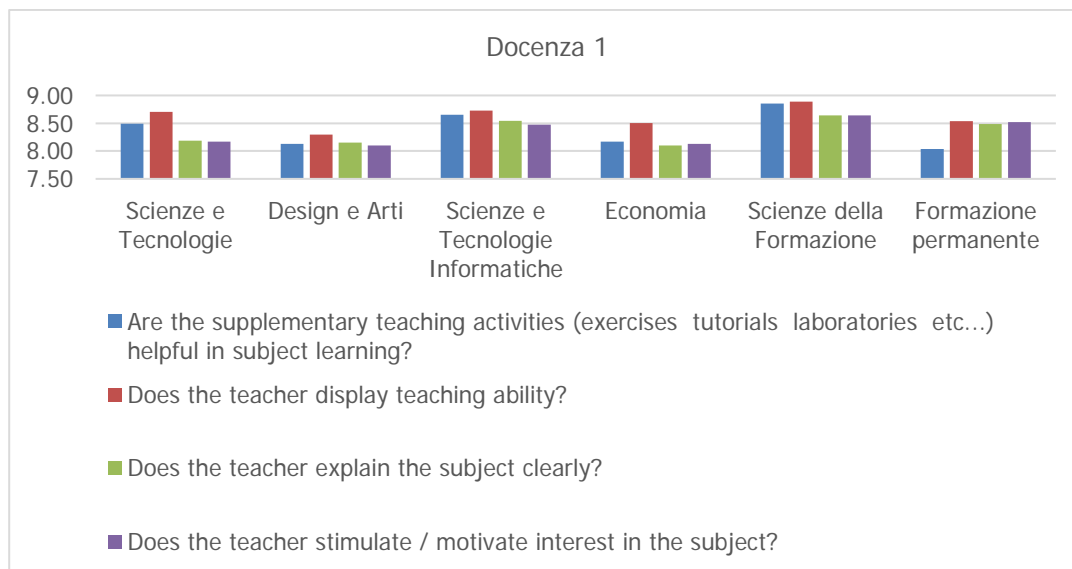 Docenza 1
9.00
8.50
8.00
7.50
Scienze e
Tecnologie
Design e Arti
Scienze e
Tecnologie
Informatiche
Economia
Scienze della
Formazione
Formazione
permanente
Are the supplementary teaching activities (exercises tutorials laboratories etc...)
helpful in subject learning?
Does the teacher display teaching ability?
Does the teacher explain the subject clearly?
Does the teacher stimulate / motivate interest in the subject?